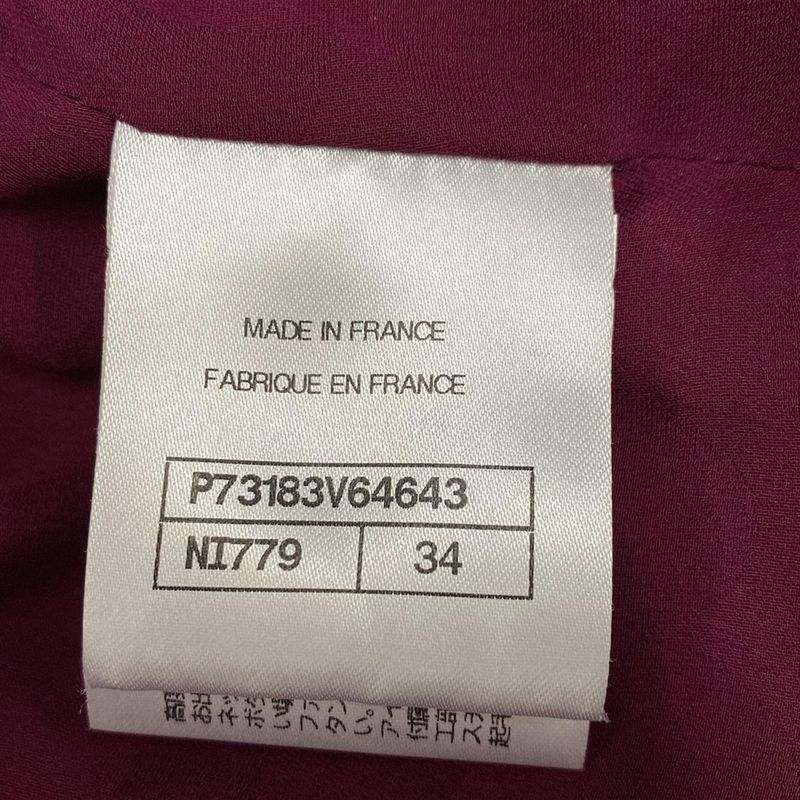 MADE IN FRANCE
FABRIQUE EN FRANCE
P73183V64643
NI779 34